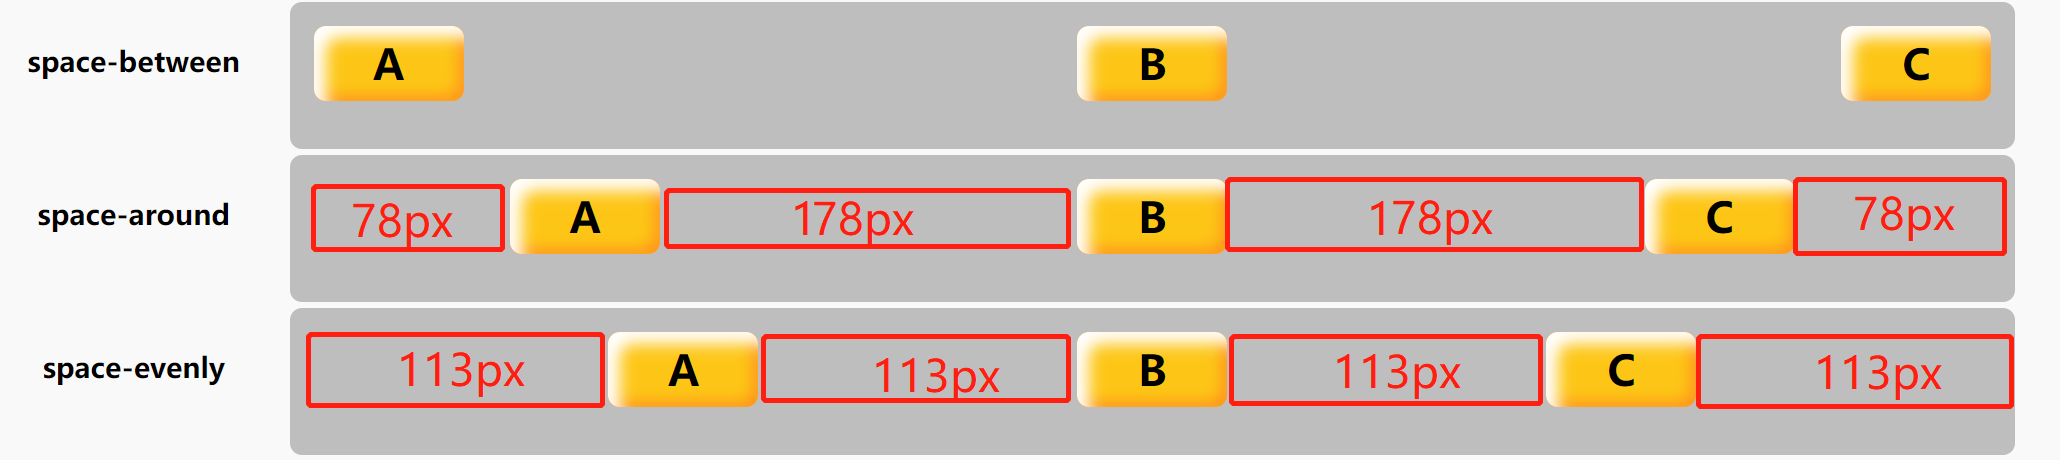 space-between A B C
space-around 78px A 178px B 178px C 78px
space-evenly 113px A 113px B 113px C 113px